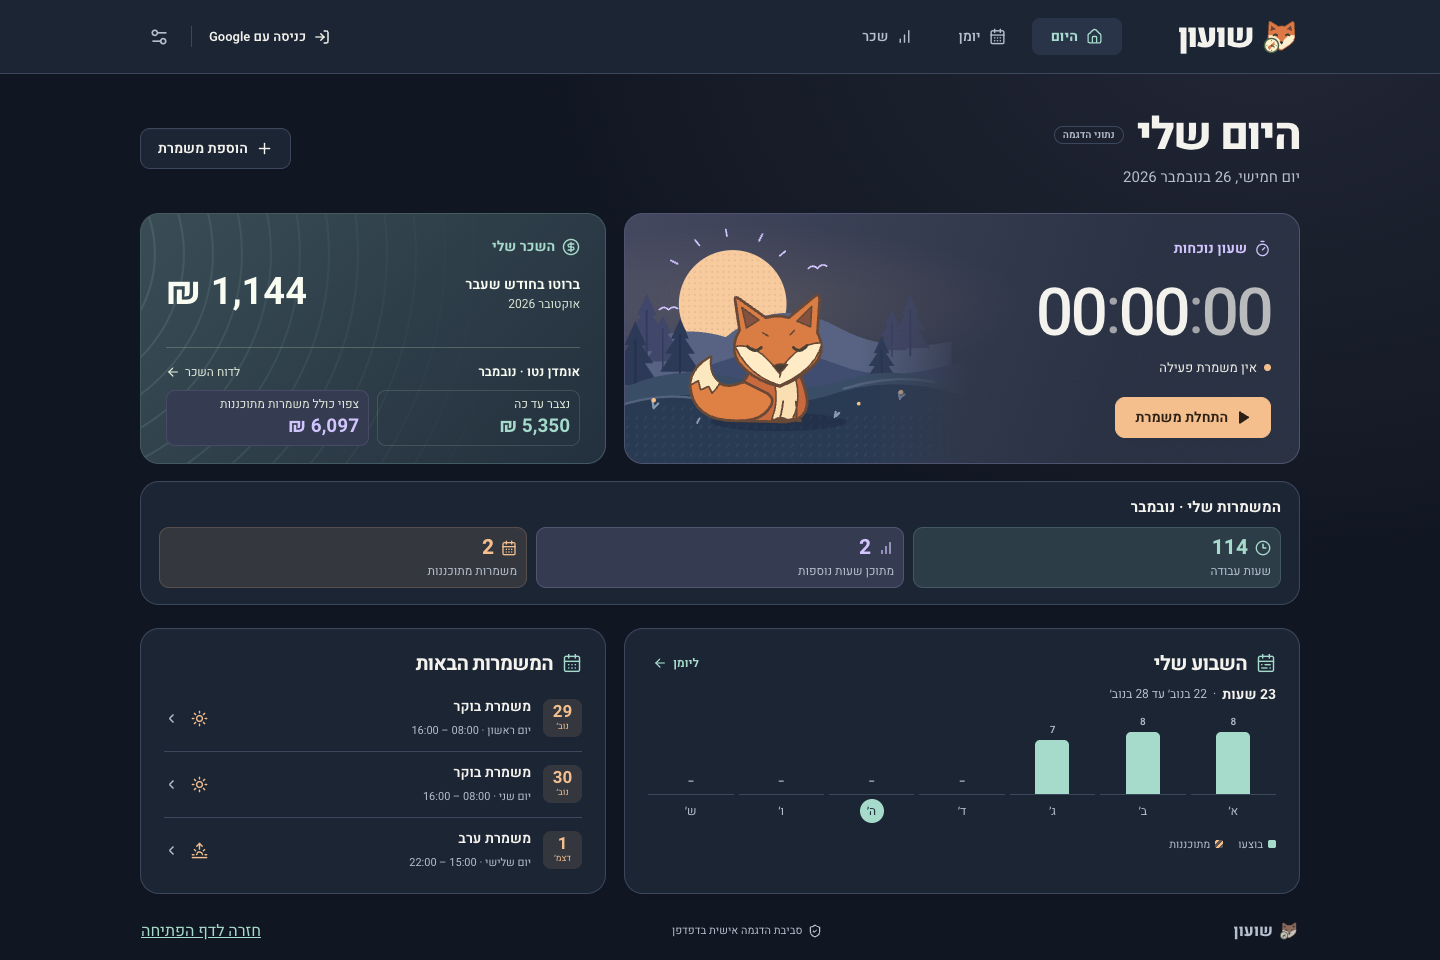 שועון
היום
יומן
שכר
כניסה עם Google
היום שלי
נתוני הדגמה
יום חמישי, 26 בנובמבר 2026
הוספת משמרת
שעון נוכחות
00:00:00
אין משמרת פעילה
התחלת משמרת
השכר שלי
ברוטו בחודש שעבר
אוקטובר 2026
1,144 ₪
אומדן נטו · נובמבר
לדוח השכר
נצבר עד כה
5,350 ₪
צפוי כולל משמרות מתוכננות
6,097 ₪
המשמרות שלי · נובמבר
114
שעות עבודה
2
מתוכן שעות נוספות
2
משמרות מתוכננות
השבוע שלי
ליומן
23 שעות · 22 בנוב׳ עד 28 בנוב׳
8 8 7 – – – –
א׳ ב׳ ג׳ ד׳ ה׳ ו׳ ש׳
בוצעו מתוכננות
המשמרות הבאות
29 נוב׳
משמרת בוקר
יום ראשון · 08:00 – 16:00
30 נוב׳
משמרת בוקר
יום שני · 08:00 – 16:00
1 דצמ׳
משמרת ערב
יום שלישי · 15:00 – 22:00
שועון
סביבת הדגמה אישית בדפדפן
חזרה לדף הפתיחה